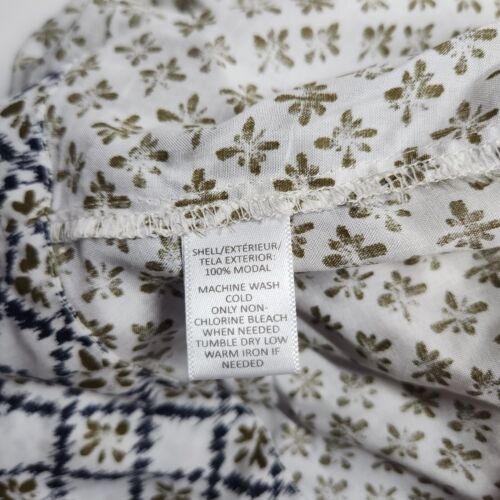 SHELL/EXTÉRIEUR/
TELA EXTERIOR:
100% MODAL
MACHINE WASH
COLD
ONLY NON-
CHLORINE BLEACH
WHEN NEEDED
TUMBLE DRY LOW
WARM IRON IF
NEEDED